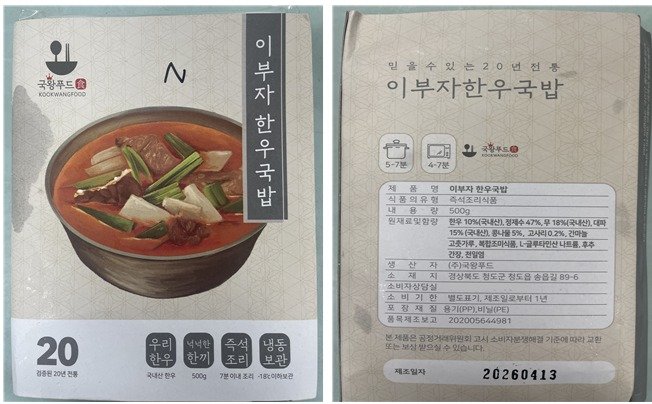 국왕푸드 食
KOOKWANGFOOD
N
이부자 한우국밥
20
검증된 20년 전통
우리한우
국내산 한우
넉넉한한끼
500g
즉석조리
7분 이내 조리
냉동보관
-18℃ 이하보관
믿을 수 있는 20년 전통
이부자한우국밥
5-7분
4-7분
국왕푸드 食
KOOKWANGFOOD
제 품 명 이부자 한우국밥
식품의유형 즉석조리식품
내 용 량 500g
원재료및함량 한우 10%(국내산), 정제수 47%, 무 18%(국내산), 대파
15% (국내산), 콩나물 5%, 고사리 0.2%, 건마늘
고춧가루, 복합조미식품, L-글루타민산 나트륨, 후추
간장, 천일염
생 산 자 (주)국왕푸드
소 재 지 경상북도 청도군 청도읍 송읍길 89-6
소비자상담실
소 비 기 한 별도표기, 제조일로부터 1년
포 장 재 질 용기(PP),비닐(PE)
품목제조보고 202005644981
본 제품은 공정거래위원회 고시 소비자분쟁해결 기준에 따라 교환
또는 보상 받으실 수 있습니다.
제조일자 20260413